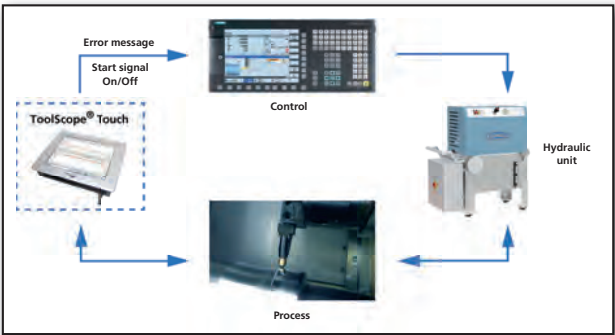 Error message
Start signal
On/Off
Control
ToolScope® Touch
Hydraulic
unit
Process